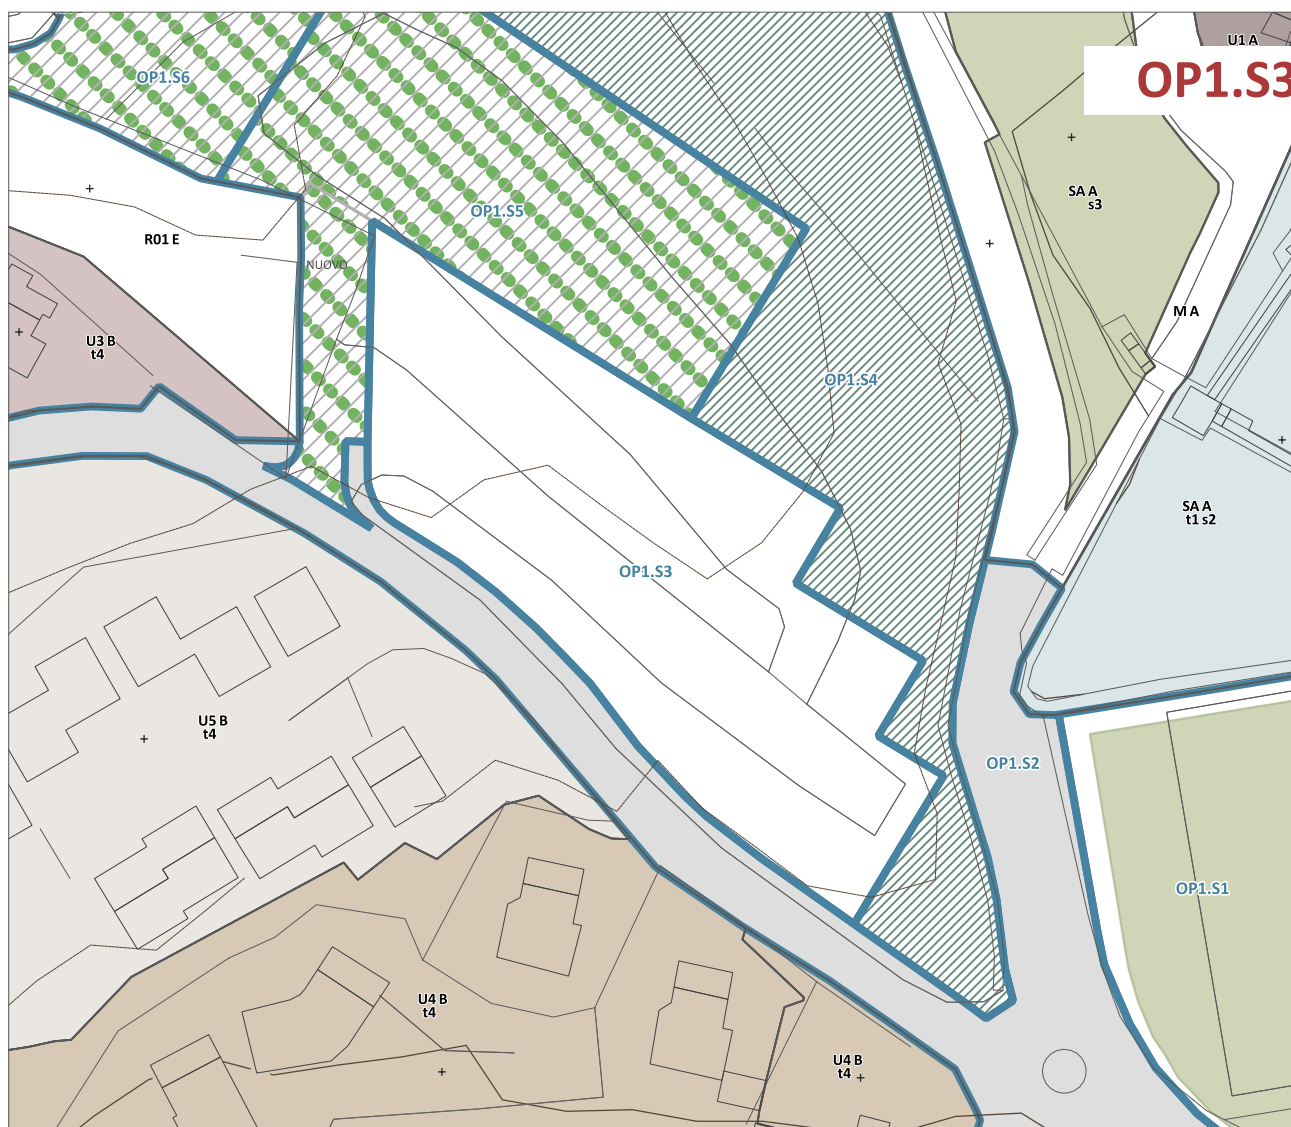 U1 A
OP1.S3
OP1.S6
SA A
s3
OP1.S5
R01 E
NUOVO
M A
U3 B
t4
OP1.S4
SA A
t1 s2
OP1.S3
U5 B
t4
OP1.S2
OP1.S1
U4 B
t4
U4 B
t4